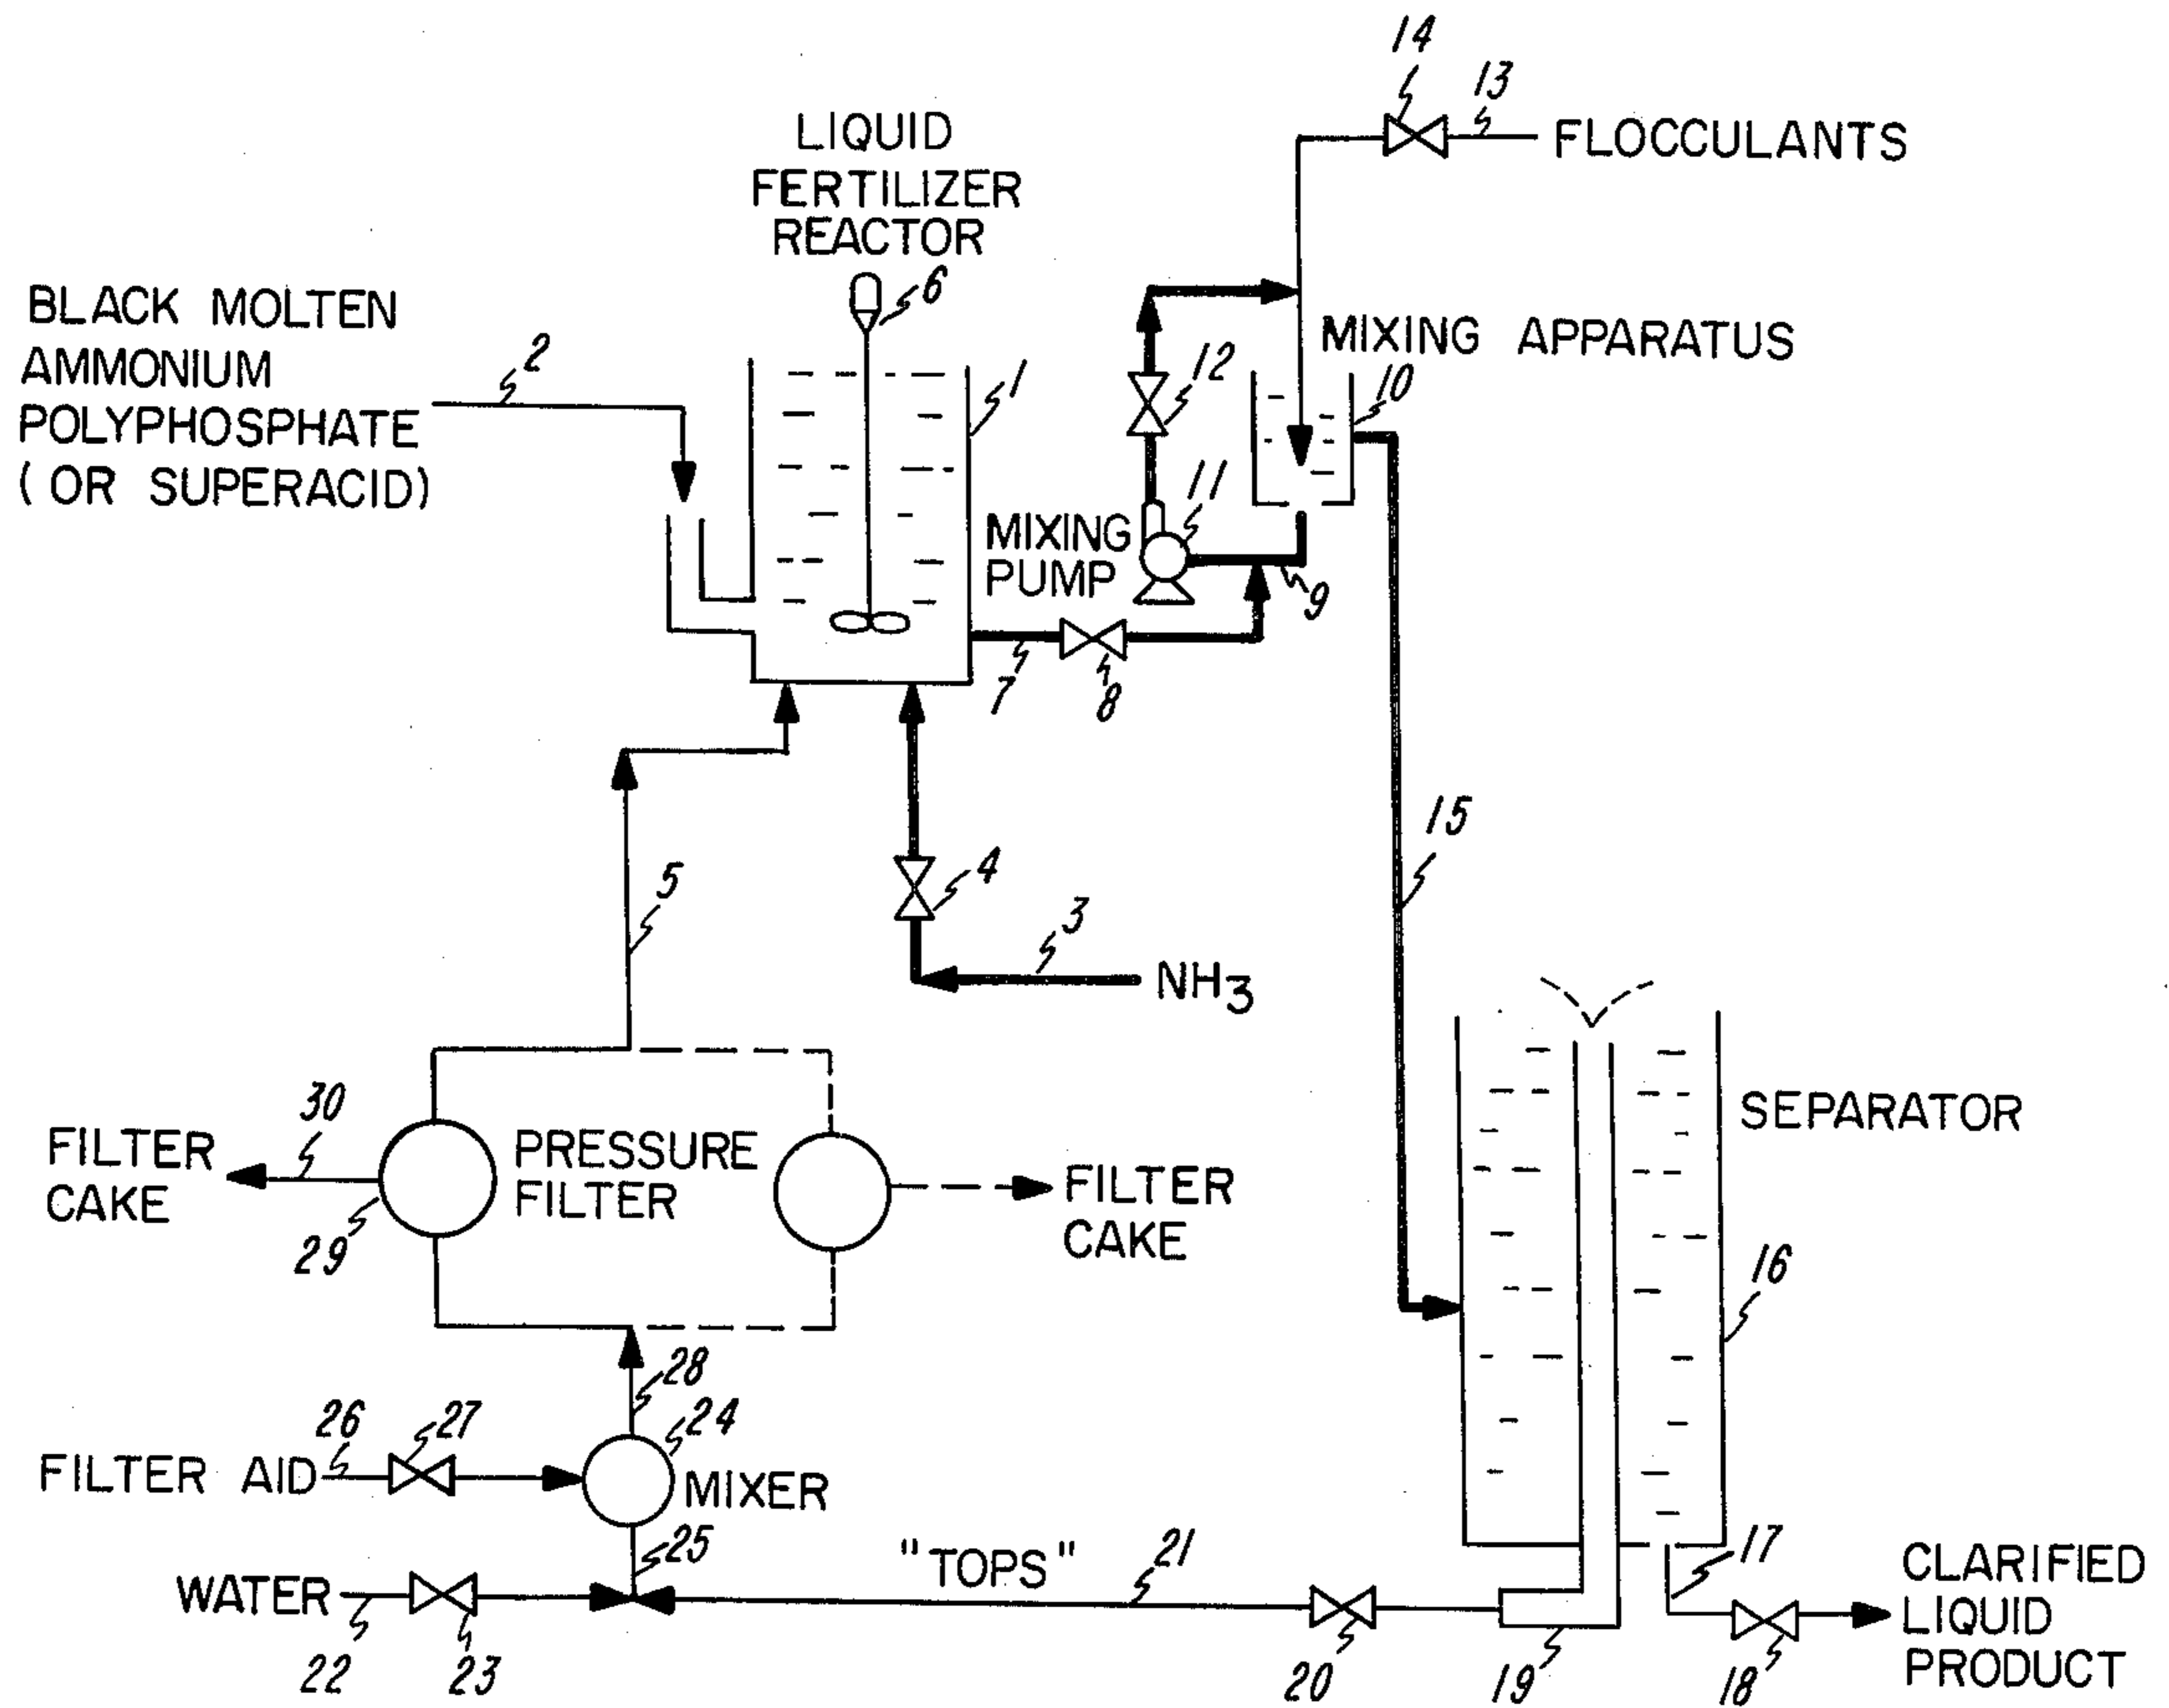 14
13
FLOCCULANTS
LIQUID
FERTILIZER
REACTOR
6
BLACK MOLTEN
AMMONIUM
POLYPHOSPHATE
(OR SUPERACID)
2
1
12
MIXING APPARATUS
10
11
MIXING
PUMP
9
7
8
15
5
4
3
NH3
30
FILTER
CAKE
29
PRESSURE
FILTER
FILTER
CAKE
SEPARATOR
16
28
24
26
27
FILTER AID
MIXER
25
"TOPS"
21
17
WATER
22
23
20
19
18
CLARIFIED
LIQUID
PRODUCT